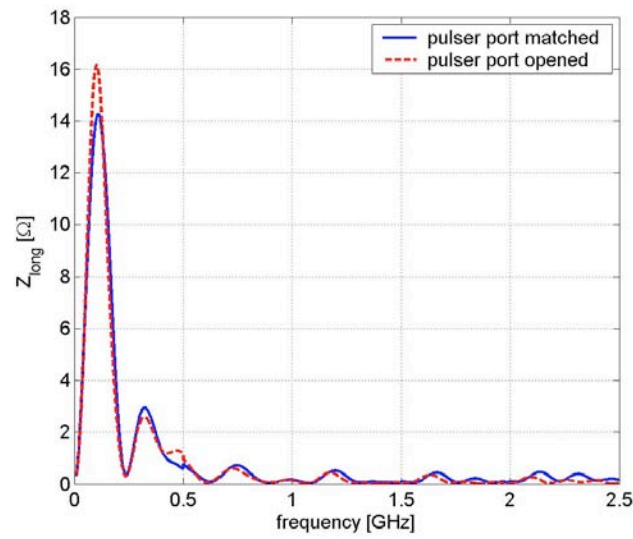 18
16
14
12
10
8
6
4
2
0
Z_long [Ω]
pulser port matched
pulser port opened
0 0.5 1 1.5 2 2.5
frequency [GHz]